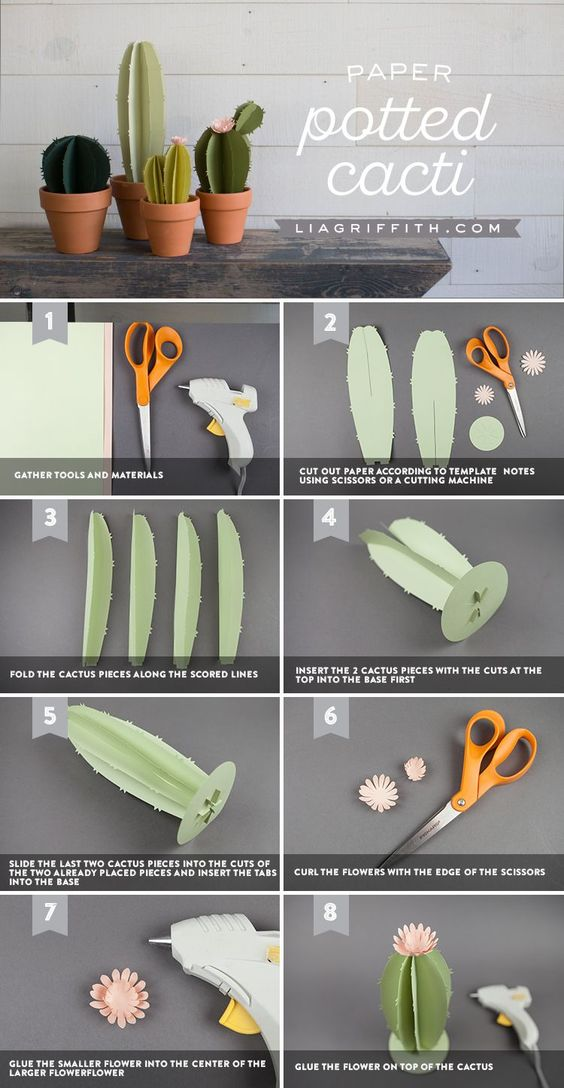 PAPER
potted
cacti
LIAGRIFFITH.COM
1
GATHER TOOLS AND MATERIALS
2
CUT OUT PAPER ACCORDING TO TEMPLATE NOTES
USING SCISSORS OR A CUTTING MACHINE
3
FOLD THE CACTUS PIECES ALONG THE SCORED LINES
4
INSERT THE 2 CACTUS PIECES WITH THE CUTS AT THE
TOP INTO THE BASE FIRST
5
SLIDE THE LAST TWO CACTUS PIECES INTO THE CUTS OF
THE TWO ALREADY PLACED PIECES AND INSERT THE TABS
INTO THE BASE
6
CURL THE FLOWERS WITH THE EDGE OF THE SCISSORS
7
GLUE THE SMALLER FLOWER INTO THE CENTER OF THE
LARGER FLOWERFLOWER
8
GLUE THE FLOWER ON TOP OF THE CACTUS